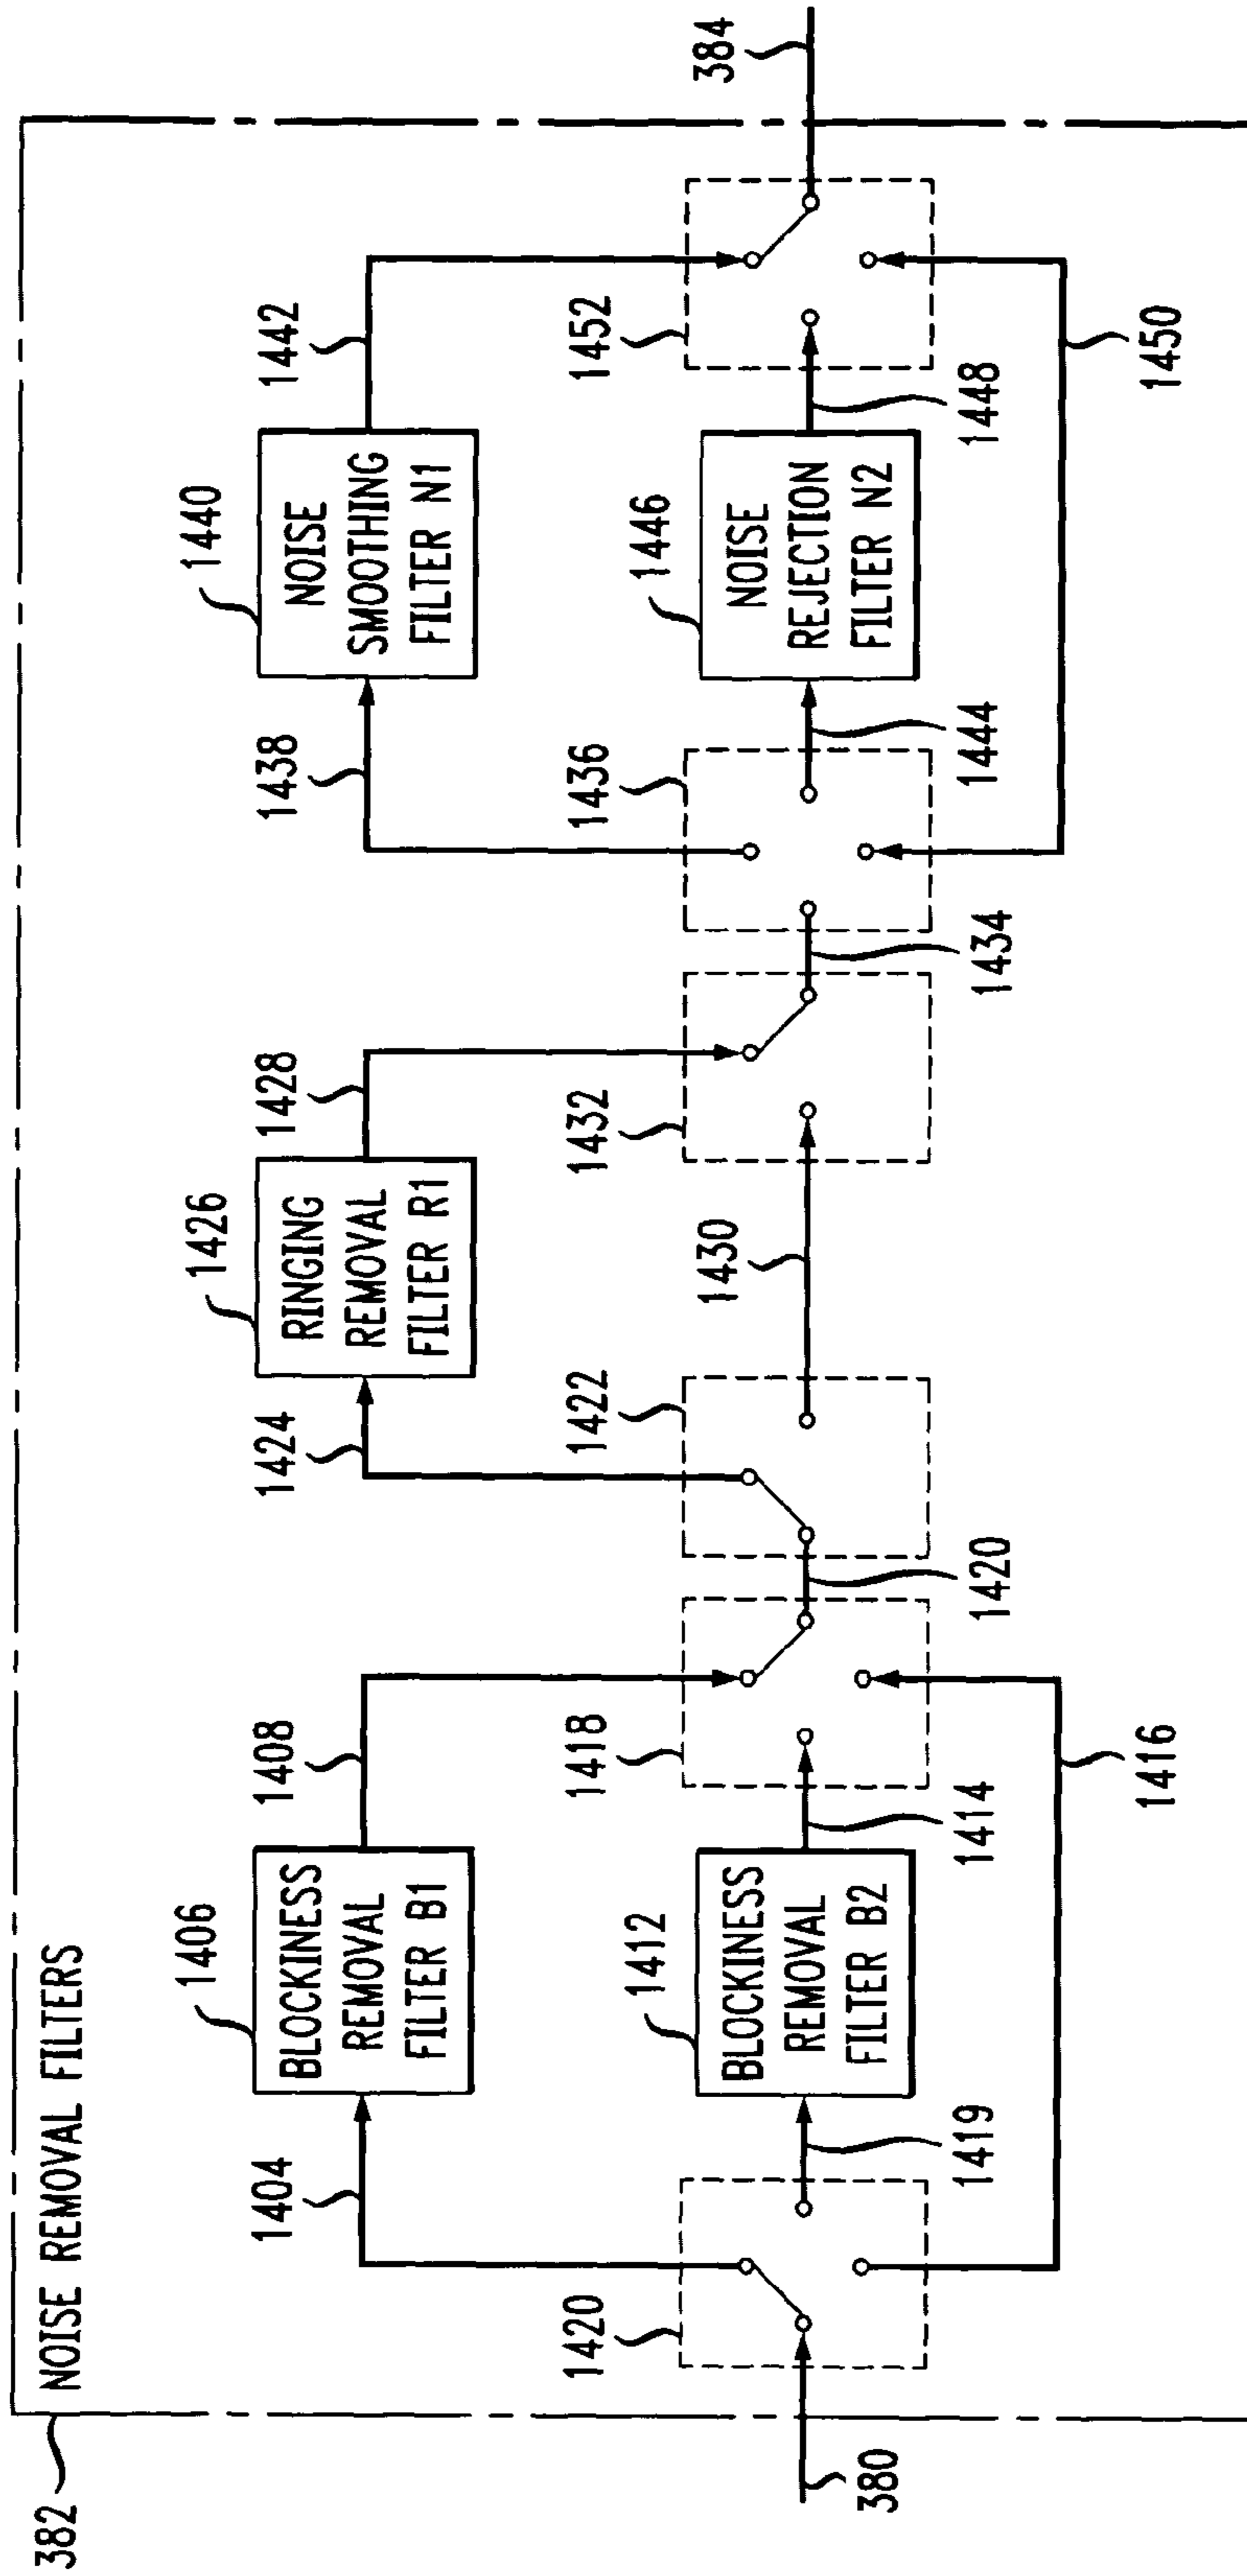 382
NOISE REMOVAL FILTERS
380
1420
1404
1406
BLOCKINESS
REMOVAL
FILTER B1
1408
1419
1412
BLOCKINESS
REMOVAL
FILTER B2
1414
1416
1418
1420
1422
1424
1426
RINGING
REMOVAL
FILTER R1
1428
1430
1432
1434
1436
1438
1440
NOISE
SMOOTHING
FILTER N1
1442
1444
1446
NOISE
REJECTION
FILTER N2
1448
1450
1452
384